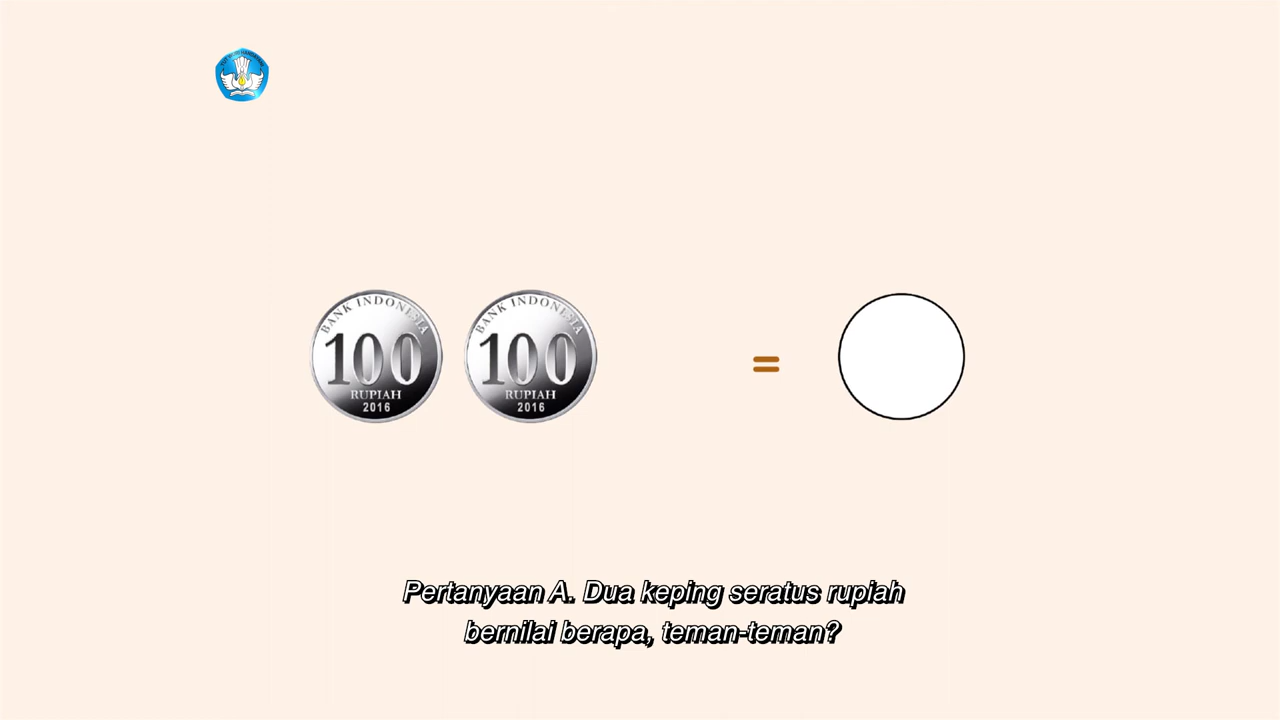 BANK INDONESIA
100
RUPIAH
2016
BANK INDONESIA
100
RUPIAH
2016
=
Pertanyaan A. Dua keping seratus rupiah
bernilai berapa, teman-teman?